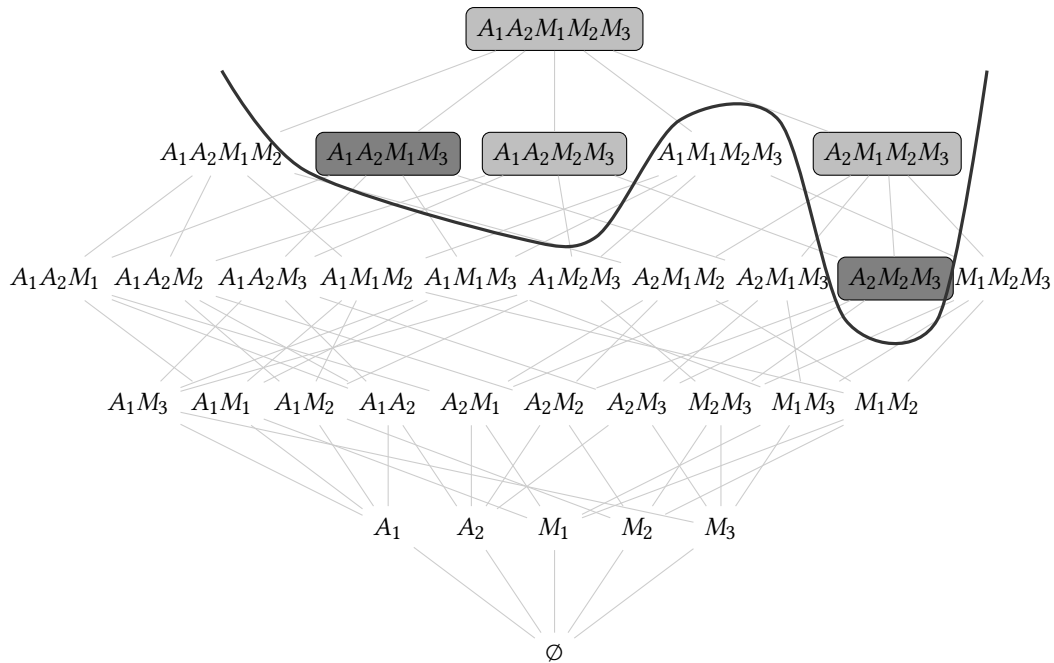 A₁A₂M₁M₂M₃
A₁A₂M₁M₂ A₁A₂M₁M₃ A₁A₂M₂M₃ A₁M₁M₂M₃ A₂M₁M₂M₃
A₁A₂M₁ A₁A₂M₂ A₁A₂M₃ A₁M₁M₂ A₁M₁M₃ A₁M₂M₃ A₂M₁M₂ A₂M₁M₃ A₂M₂M₃ M₁M₂M₃
A₁M₃ A₁M₁ A₁M₂ A₁A₂ A₂M₁ A₂M₂ A₂M₃ M₂M₃ M₁M₃ M₁M₂
A₁ A₂ M₁ M₂ M₃
∅